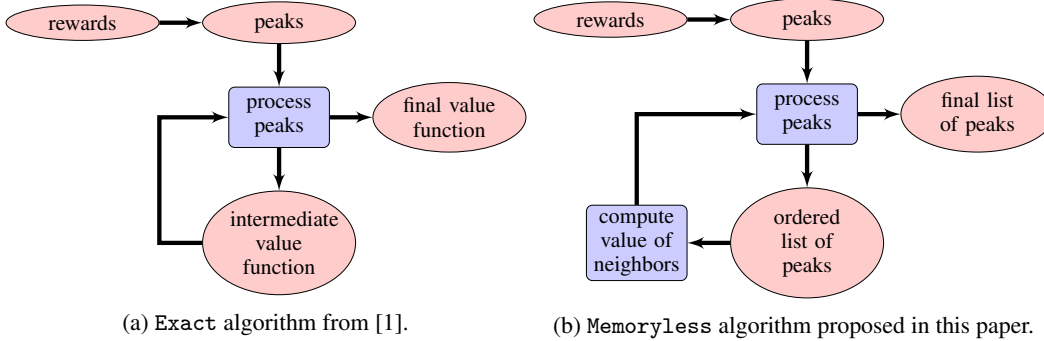 rewards
peaks
process
peaks
final value
function
intermediate
value
function
(a) Exact algorithm from [1].
rewards
peaks
process
peaks
final list
of peaks
compute
value of
neighbors
ordered
list of
peaks
(b) Memoryless algorithm proposed in this paper.